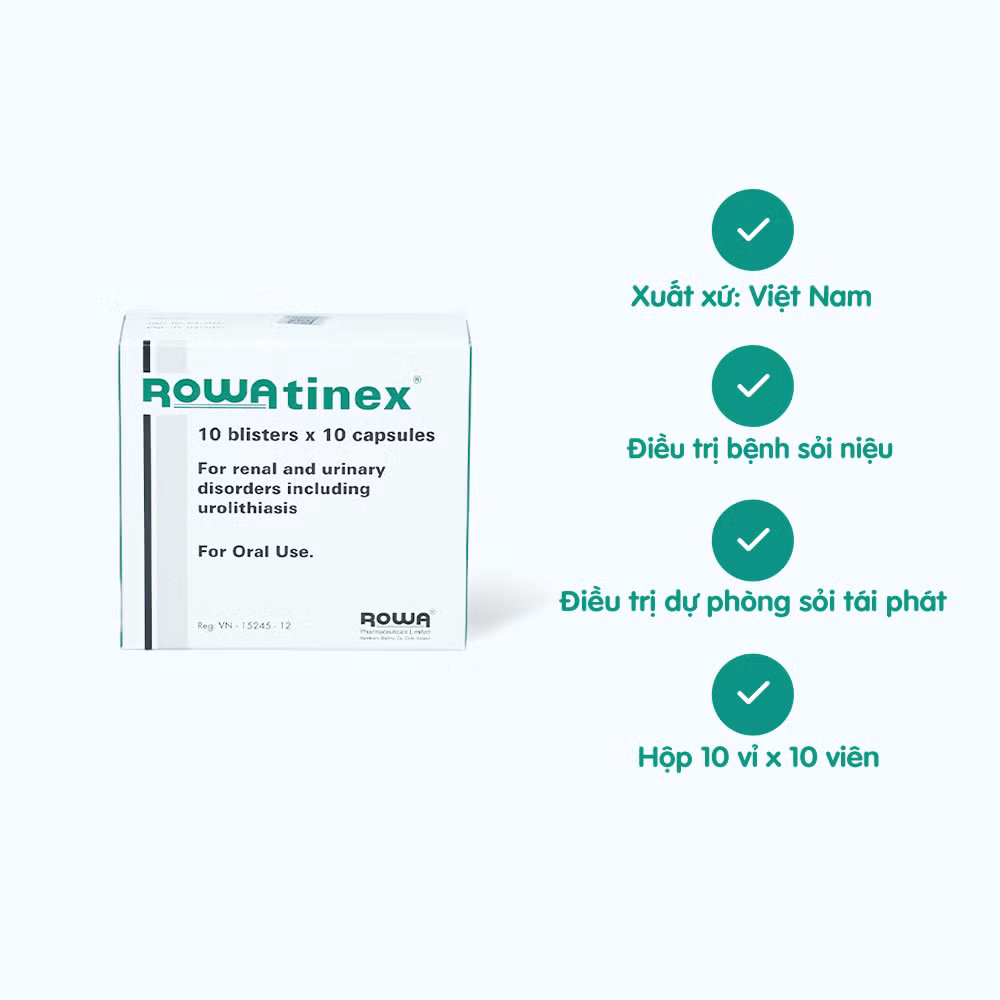 ROWAtinex®
10 blisters x 10 capsules
For renal and urinary
disorders including
urolithiasis
For Oral Use.
Reg: VN - 15245 - 12
ROWA®
Pharmaceuticals Limited
Xuất xứ: Việt Nam
Điều trị bệnh sỏi niệu
Điều trị dự phòng sỏi tái phát
Hộp 10 vỉ x 10 viên